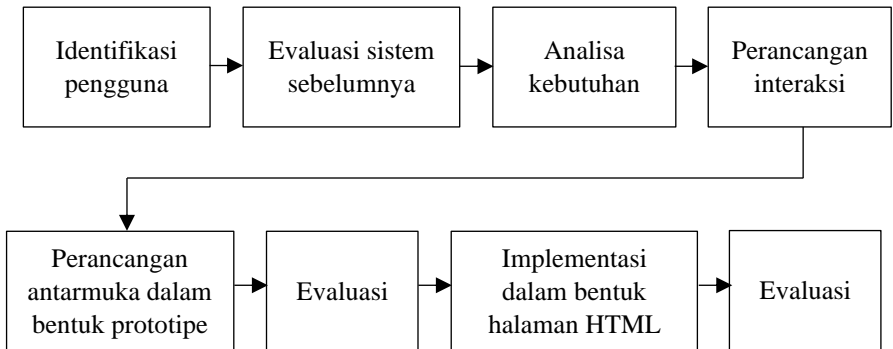 Identifikasi
pengguna
Evaluasi sistem
sebelumnya
Analisa
kebutuhan
Perancangan
interaksi
Perancangan
antarmuka dalam
bentuk prototipe
Evaluasi
Implementasi
dalam bentuk
halaman HTML
Evaluasi